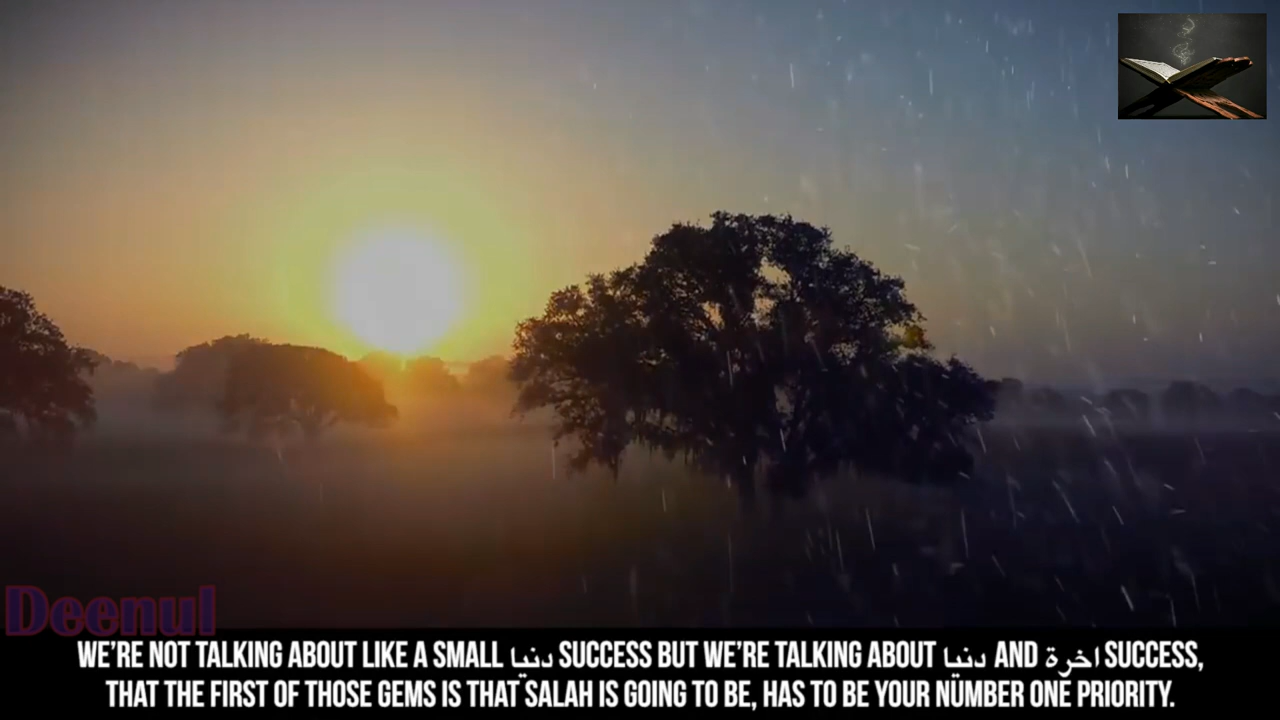 Deenul
WE'RE NOT TALKING ABOUT LIKE A SMALL دنيا SUCCESS BUT WE'RE TALKING ABOUT دنيا AND اخرة SUCCESS,
THAT THE FIRST OF THOSE GEMS IS THAT SALAH IS GOING TO BE, HAS TO BE YOUR NUMBER ONE PRIORITY.